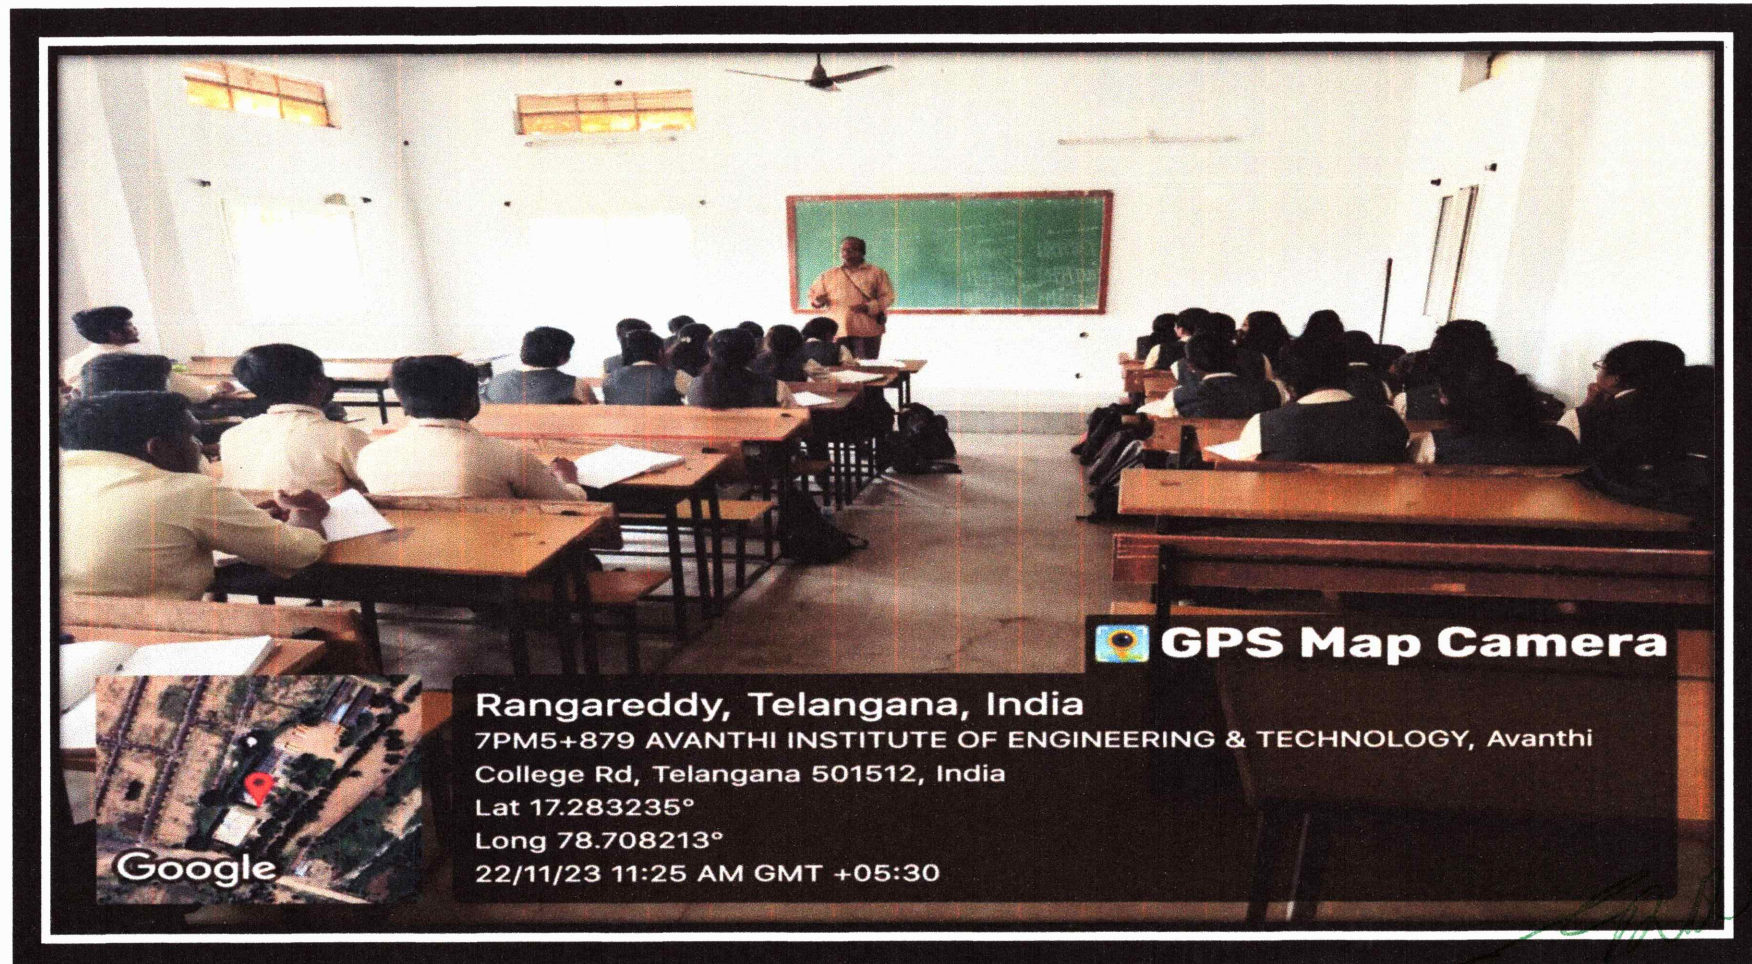 GPS Map Camera
Rangareddy, Telangana, India
7PM5+879 AVANTHI INSTITUTE OF ENGINEERING & TECHNOLOGY, Avanthi
College Rd, Telangana 501512, India
Lat 17.283235°
Long 78.708213°
22/11/23 11:25 AM GMT +05:30
Google